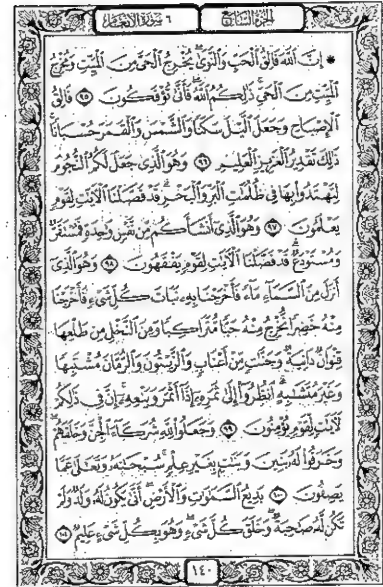 الجزء السابع ٦ سورة الأنعام
۞ إِنَّ ٱللَّهَ فَالِقُ ٱلْحَبِّ وَٱلنَّوَىٰ يُخْرِجُ ٱلْحَىَّ مِنَ ٱلْمَيِّتِ وَمُخْرِجُ
ٱلْمَيِّتِ مِنَ ٱلْحَىِّ ذَٰلِكُمُ ٱللَّهُ فَأَنَّىٰ تُؤْفَكُونَ ٩٥ فَالِقُ
ٱلْإِصْبَاحِ وَجَعَلَ ٱلَّيْلَ سَكَنًا وَٱلشَّمْسَ وَٱلْقَمَرَ حُسْبَانًا
ذَٰلِكَ تَقْدِيرُ ٱلْعَزِيزِ ٱلْعَلِيمِ ٩٦ وَهُوَ ٱلَّذِى جَعَلَ لَكُمُ ٱلنُّجُومَ
لِتَهْتَدُوا۟ بِهَا فِى ظُلُمَٰتِ ٱلْبَرِّ وَٱلْبَحْرِ قَدْ فَصَّلْنَا ٱلْـَٔايَٰتِ لِقَوْمٍ
يَعْلَمُونَ ٩٧ وَهُوَ ٱلَّذِىٓ أَنشَأَكُم مِّن نَّفْسٍ وَٰحِدَةٍ فَمُسْتَقَرٌّ
وَمُسْتَوْدَعٌ قَدْ فَصَّلْنَا ٱلْـَٔايَٰتِ لِقَوْمٍ يَفْقَهُونَ ٩٨ وَهُوَ ٱلَّذِىٓ
أَنزَلَ مِنَ ٱلسَّمَآءِ مَآءً فَأَخْرَجْنَا بِهِۦ نَبَاتَ كُلِّ شَىْءٍ فَأَخْرَجْنَا
مِنْهُ خَضِرًا نُّخْرِجُ مِنْهُ حَبًّا مُّتَرَاكِبًا وَمِنَ ٱلنَّخْلِ مِن طَلْعِهَا
قِنْوَانٌ دَانِيَةٌ وَجَنَّٰتٍ مِّنْ أَعْنَابٍ وَٱلزَّيْتُونَ وَٱلرُّمَّانَ مُشْتَبِهًا
وَغَيْرَ مُتَشَٰبِهٍ ٱنظُرُوٓا۟ إِلَىٰ ثَمَرِهِۦٓ إِذَآ أَثْمَرَ وَيَنْعِهِۦٓ إِنَّ فِى ذَٰلِكُمْ
لَـَٔايَٰتٍ لِّقَوْمٍ يُؤْمِنُونَ ٩٩ وَجَعَلُوا۟ لِلَّهِ شُرَكَآءَ ٱلْجِنَّ وَخَلَقَهُمْ
وَخَرَقُوا۟ لَهُۥ بَنِينَ وَبَنَٰتٍۭ بِغَيْرِ عِلْمٍ سُبْحَٰنَهُۥ وَتَعَٰلَىٰ عَمَّا
يَصِفُونَ ١٠٠ بَدِيعُ ٱلسَّمَٰوَٰتِ وَٱلْأَرْضِ أَنَّىٰ يَكُونُ لَهُۥ وَلَدٌ وَلَمْ
تَكُن لَّهُۥ صَٰحِبَةٌ وَخَلَقَ كُلَّ شَىْءٍ وَهُوَ بِكُلِّ شَىْءٍ عَلِيمٌ ١٠١
١٤٠